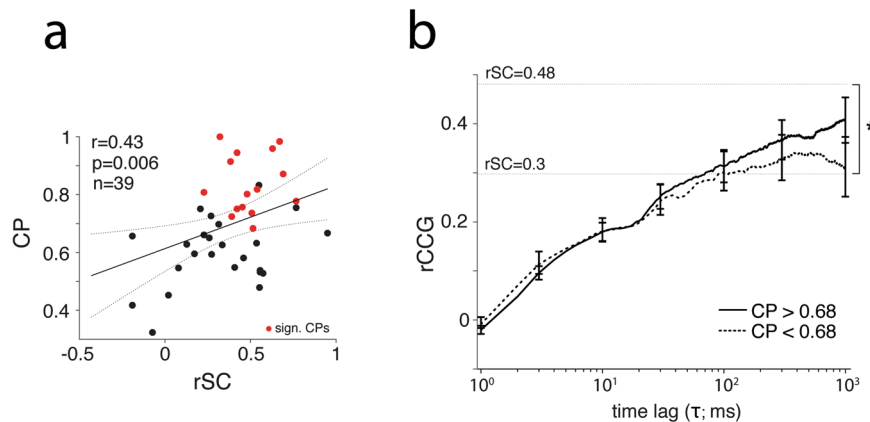 a
r=0.43
p=0.006
n=39
CP
1
0.8
0.6
0.4
-0.5
0
0.5
1
rSC
sign. CPs
b
rSC=0.48
rSC=0.3
*
rCCG
0.4
0.2
0
CP > 0.68
CP < 0.68
10⁰
10¹
10²
10³
time lag (τ; ms)